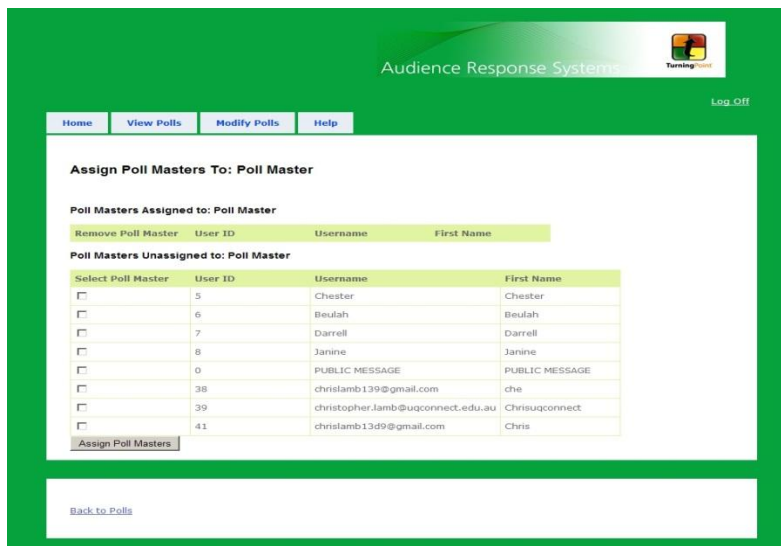 Audience Response Systems
TurningPoint
Log Off
Home View Polls Modify Polls Help
Assign Poll Masters To: Poll Master
Poll Masters Assigned to: Poll Master
Remove Poll Master User ID Username First Name
Poll Masters Unassigned to: Poll Master
Select Poll Master User ID Username First Name
5 Chester Chester
6 Beulah Beulah
7 Darrell Darrell
8 Janine Janine
0 PUBLIC MESSAGE PUBLIC MESSAGE
38 chrislamb139@gmail.com che
39 christopher.lamb@uqconnect.edu.au Chrisuqconnect
41 chrislamb13d9@gmail.com Chris
Assign Poll Masters
Back to Polls